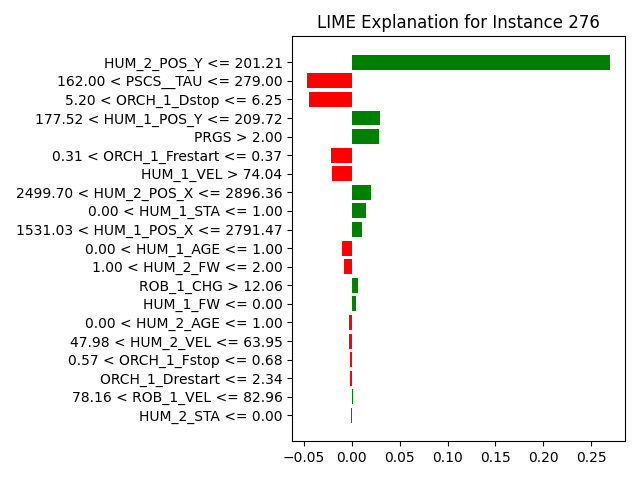 LIME Explanation for Instance 276
HUM_2_POS_Y <= 201.21
162.00 < PSCS__TAU <= 279.00
5.20 < ORCH_1_Dstop <= 6.25
177.52 < HUM_1_POS_Y <= 209.72
PRGS > 2.00
0.31 < ORCH_1_Frestart <= 0.37
HUM_1_VEL > 74.04
2499.70 < HUM_2_POS_X <= 2896.36
0.00 < HUM_1_STA <= 1.00
1531.03 < HUM_1_POS_X <= 2791.47
0.00 < HUM_1_AGE <= 1.00
1.00 < HUM_2_FW <= 2.00
ROB_1_CHG > 12.06
HUM_1_FW <= 0.00
0.00 < HUM_2_AGE <= 1.00
47.98 < HUM_2_VEL <= 63.95
0.57 < ORCH_1_Fstop <= 0.68
ORCH_1_Drestart <= 2.34
78.16 < ROB_1_VEL <= 82.96
HUM_2_STA <= 0.00
−0.05 0.00 0.05 0.10 0.15 0.20 0.25